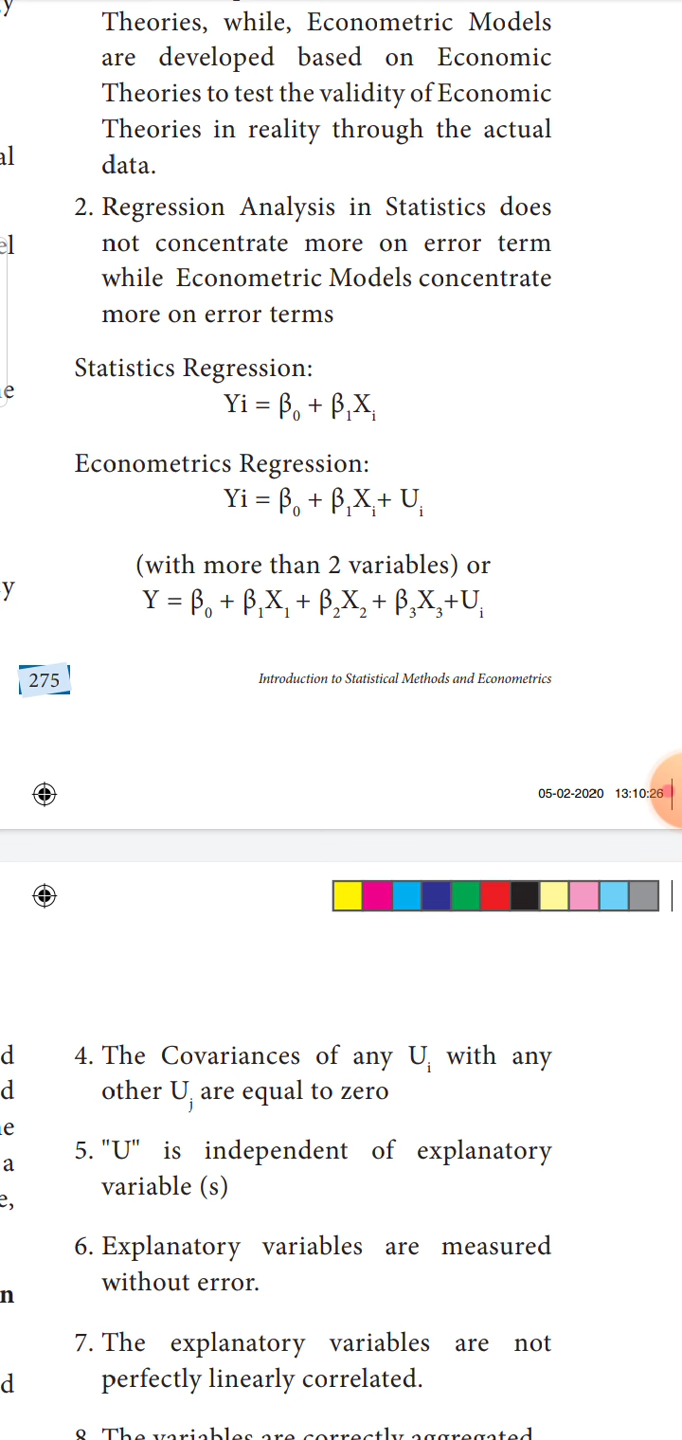 Theories, while, Econometric Models
are developed based on Economic
Theories to test the validity of Economic
Theories in reality through the actual
data.
2. Regression Analysis in Statistics does
not concentrate more on error term
while Econometric Models concentrate
more on error terms
Statistics Regression:
Yi = β₀ + β₁Xᵢ
Econometrics Regression:
Yi = β₀ + β₁Xᵢ+ Uᵢ
(with more than 2 variables) or
Y = β₀ + β₁X₁ + β₂X₂ + β₃X₃+Uᵢ
275
Introduction to Statistical Methods and Econometrics
05-02-2020 13:10:26
4. The Covariances of any Uᵢ with any
other Uⱼ are equal to zero
5. "U" is independent of explanatory
variable (s)
6. Explanatory variables are measured
without error.
7. The explanatory variables are not
perfectly linearly correlated.
8. The variables are correctly aggregated